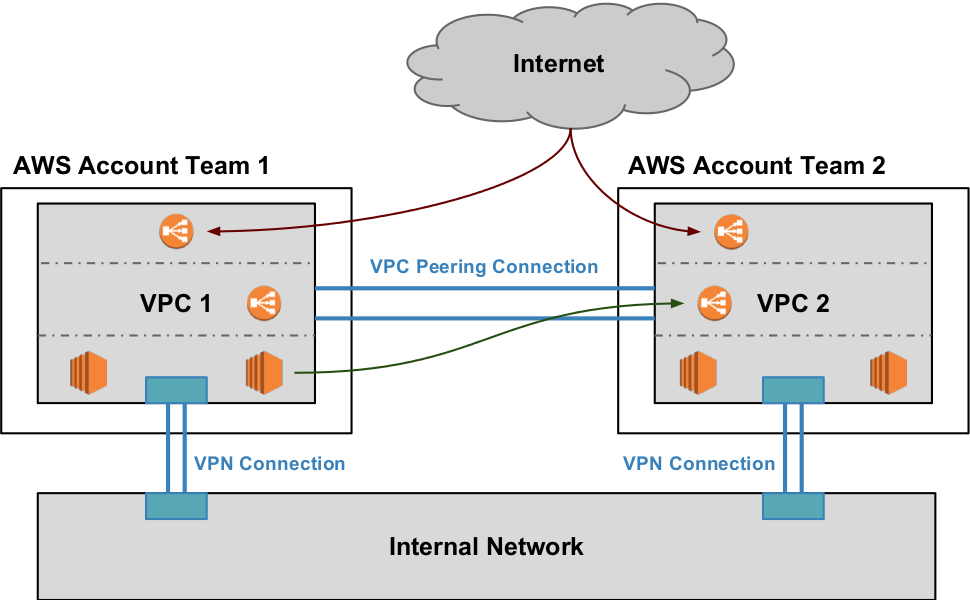 Internet
AWS Account Team 1
AWS Account Team 2
VPC Peering Connection
VPC 1
VPC 2
VPN Connection
VPN Connection
Internal Network